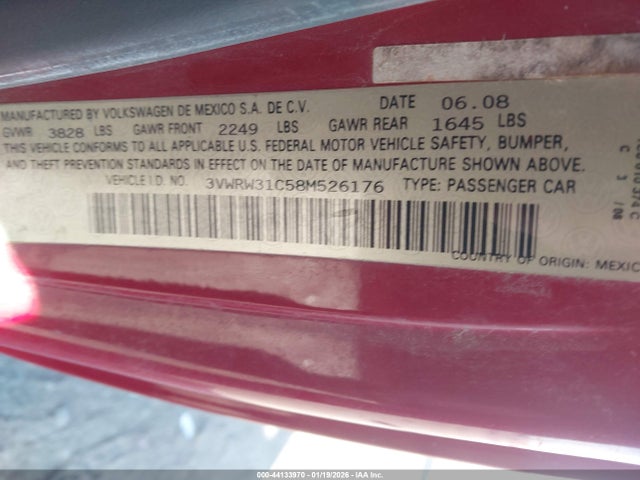 MANUFACTURED BY VOLKSWAGEN DE MEXICO S.A. DE C.V. DATE 06.08
GVWR 3828 LBS GAWR FRONT 2249 LBS GAWR REAR 1645 LBS
THIS VEHICLE CONFORMS TO ALL APPLICABLE U.S. FEDERAL MOTOR VEHICLE SAFETY, BUMPER,
AND THEFT PREVENTION STANDARDS IN EFFECT ON THE DATE OF MANUFACTURE SHOWN ABOVE.
VEHICLE I.D. NO. 3VWRW31C58M526176 TYPE: PASSENGER CAR
COUNTRY OF ORIGIN: MEXIC
C 3 / 08
000-44133970 - 01/19/2026 - IAA Inc.